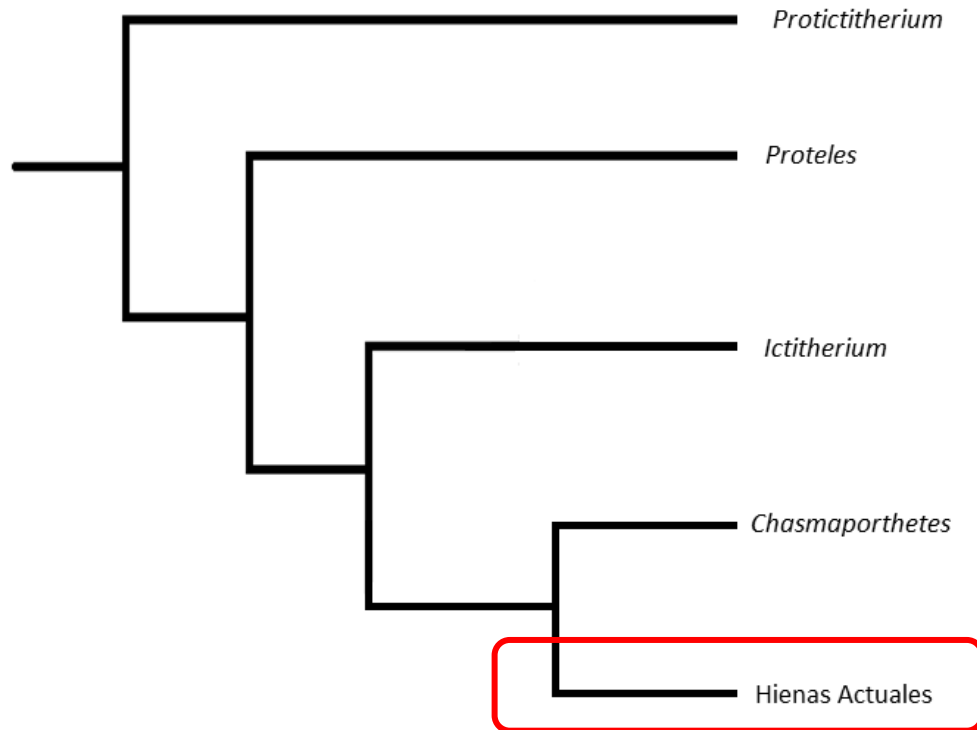 Protictitherium
Proteles
Ictitherium
Chasmaporthetes
Hienas Actuales